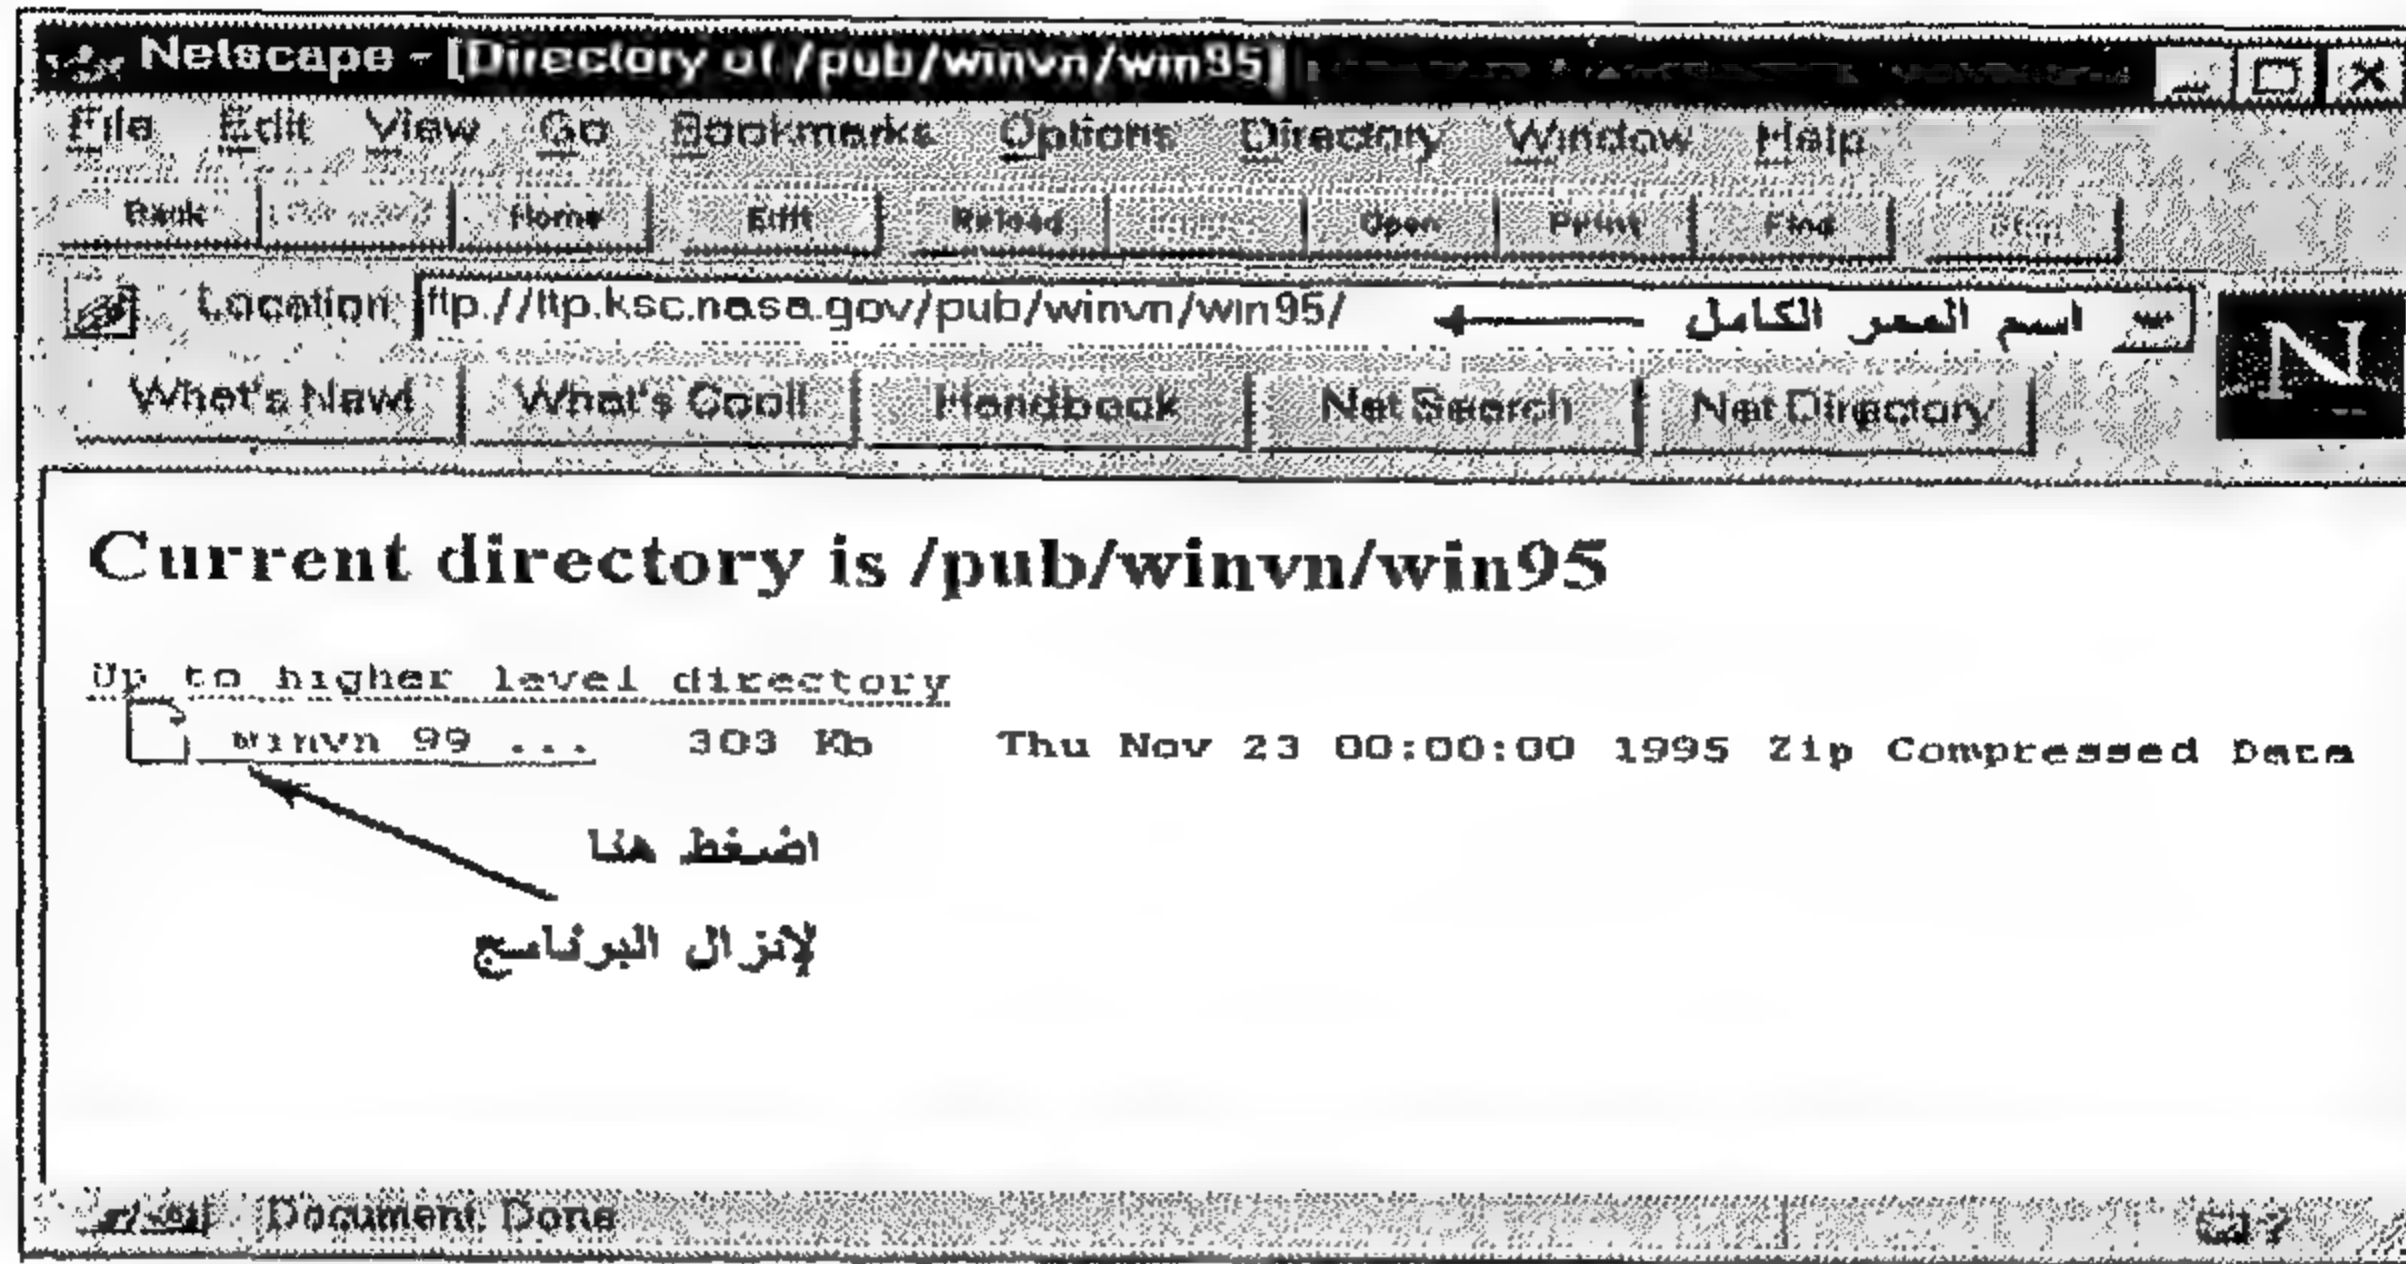 Netscape - [Directory of /pub/winvn/win95]
File Edit View Go Bookmarks Options Directory Window Help
Back Home Edit Reload Open Print Find Stop
Location: ftp://ftp.ksc.nasa.gov/pub/winvn/win95/ اسم الممر الكامل
What's New! What's Cool! Handbook Net Search Net Directory
N
Current directory is /pub/winvn/win95
Up to higher level directory
winvn 99 ... 303 Kb Thu Nov 23 00:00:00 1995 Zip Compressed Data
اضغط هنا
لإنزال البرنامج
Document: Done